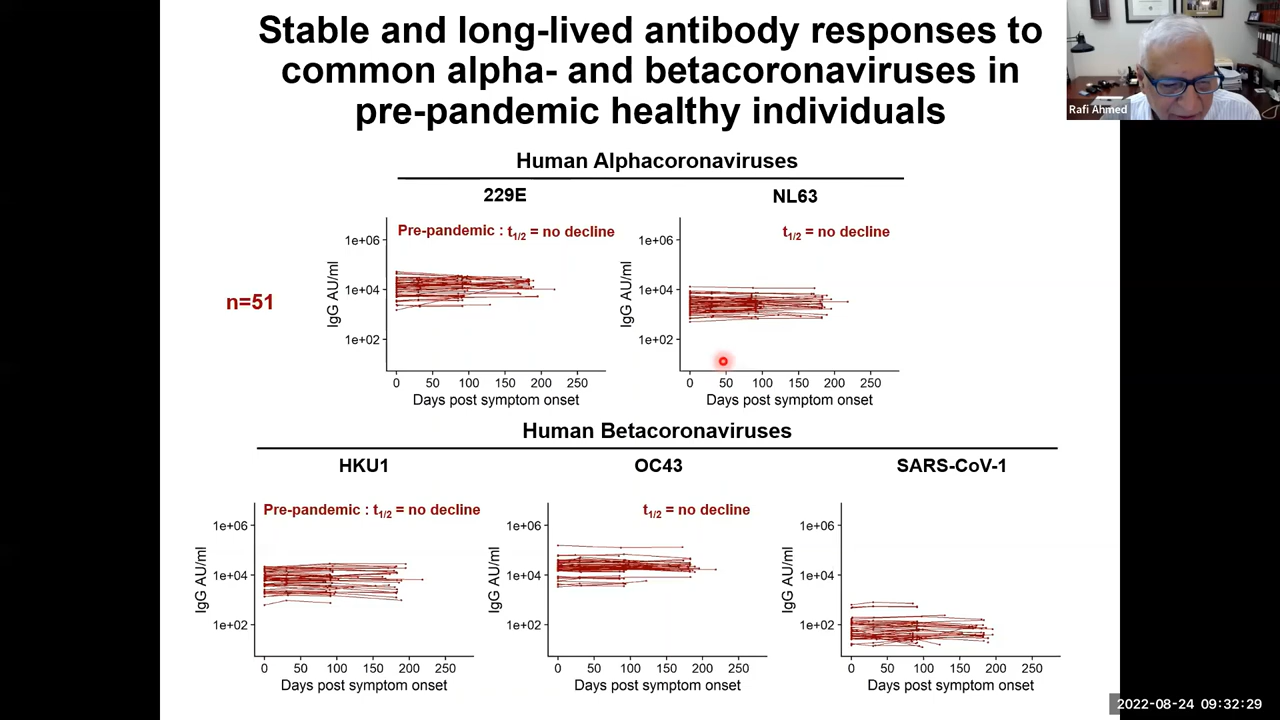 Stable and long-lived antibody responses to
common alpha- and betacoronaviruses in
pre-pandemic healthy individuals
Rafi Ahmed
Human Alphacoronaviruses
229E
NL63
Pre-pandemic : t1/2 = no decline
t1/2 = no decline
n=51
IgG AU/ml
1e+06
1e+04
1e+02
0 50 100 150 200 250
Days post symptom onset
IgG AU/ml
1e+06
1e+04
1e+02
0 50 100 150 200 250
Days post symptom onset
Human Betacoronaviruses
HKU1
OC43
SARS-CoV-1
Pre-pandemic : t1/2 = no decline
t1/2 = no decline
IgG AU/ml
1e+06
1e+04
1e+02
0 50 100 150 200 250
Days post symptom onset
IgG AU/ml
1e+06
1e+04
1e+02
0 50 100 150 200 250
Days post symptom onset
IgG AU/ml
1e+06
1e+04
1e+02
0 50 100 150 200 250
Days post symptom onset
2022-08-24 09:32:29